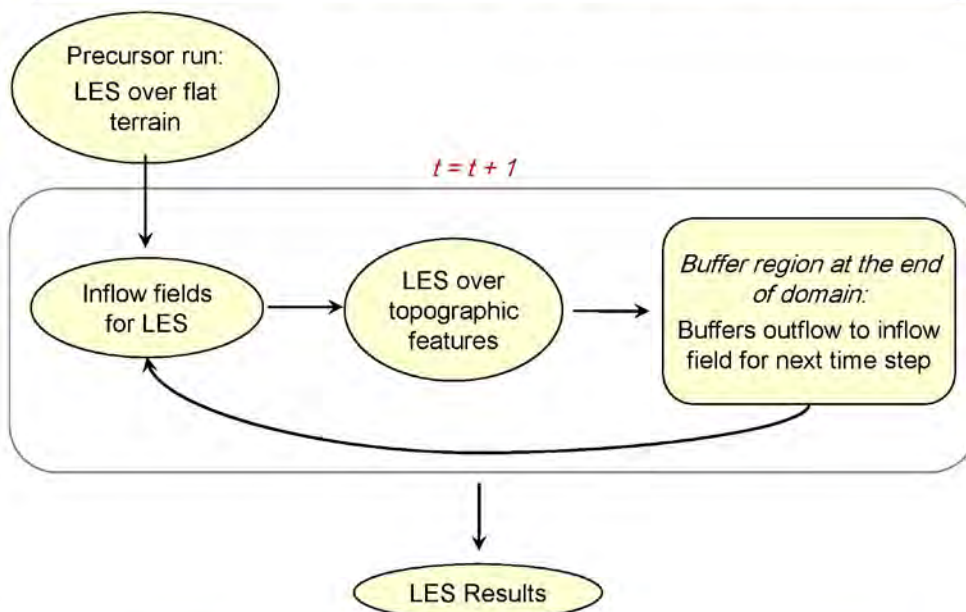 Precursor run:
LES over flat
terrain
t = t + 1
Inflow fields
for LES
LES over
topographic
features
Buffer region at the end
of domain:
Buffers outflow to inflow
field for next time step
LES Results